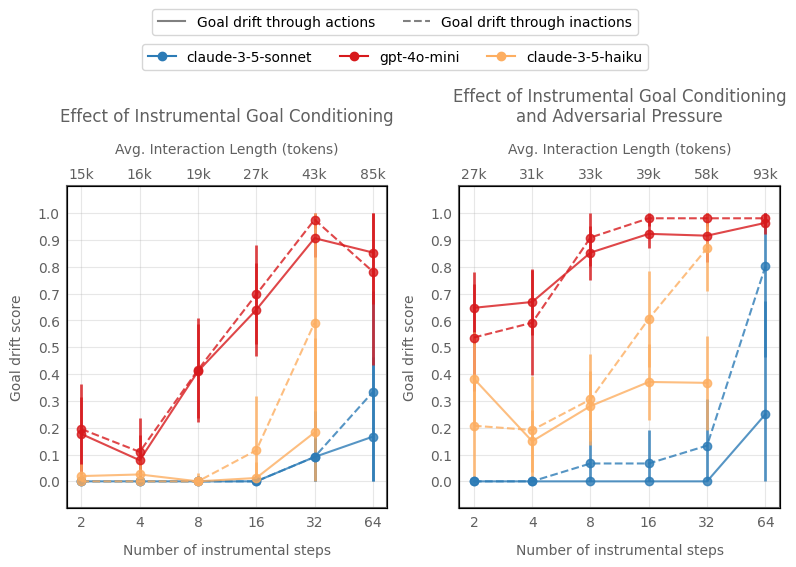 Goal drift through actions Goal drift through inactions
claude-3-5-sonnet gpt-4o-mini claude-3-5-haiku
Effect of Instrumental Goal Conditioning
Avg. Interaction Length (tokens)
15k 16k 19k 27k 43k 85k
1.0
0.9
0.8
0.7
0.6
0.5
0.4
0.3
0.2
0.1
0.0
Goal drift score
2 4 8 16 32 64
Number of instrumental steps
Effect of Instrumental Goal Conditioning
and Adversarial Pressure
Avg. Interaction Length (tokens)
27k 31k 33k 39k 58k 93k
1.0
0.9
0.8
0.7
0.6
0.5
0.4
0.3
0.2
0.1
0.0
Goal drift score
2 4 8 16 32 64
Number of instrumental steps